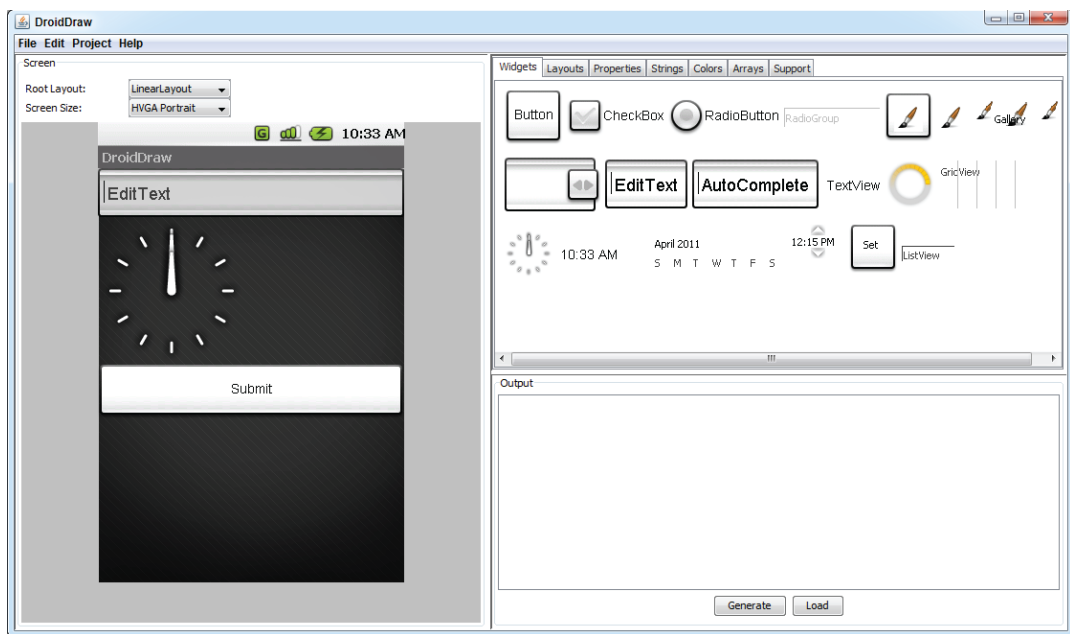 DroidDraw
File Edit Project Help
Screen
Root Layout: LinearLayout
Screen Size: HVGA Portrait
G 10:33 AM
DroidDraw
EditText
Submit
Widgets Layouts Properties Strings Colors Arrays Support
Button CheckBox RadioButton RadioGroup Gallery
EditText AutoComplete TextView GridView
10:33 AM April 2011 12:15 PM Set ListView
S M T W T F S
Output
Generate Load